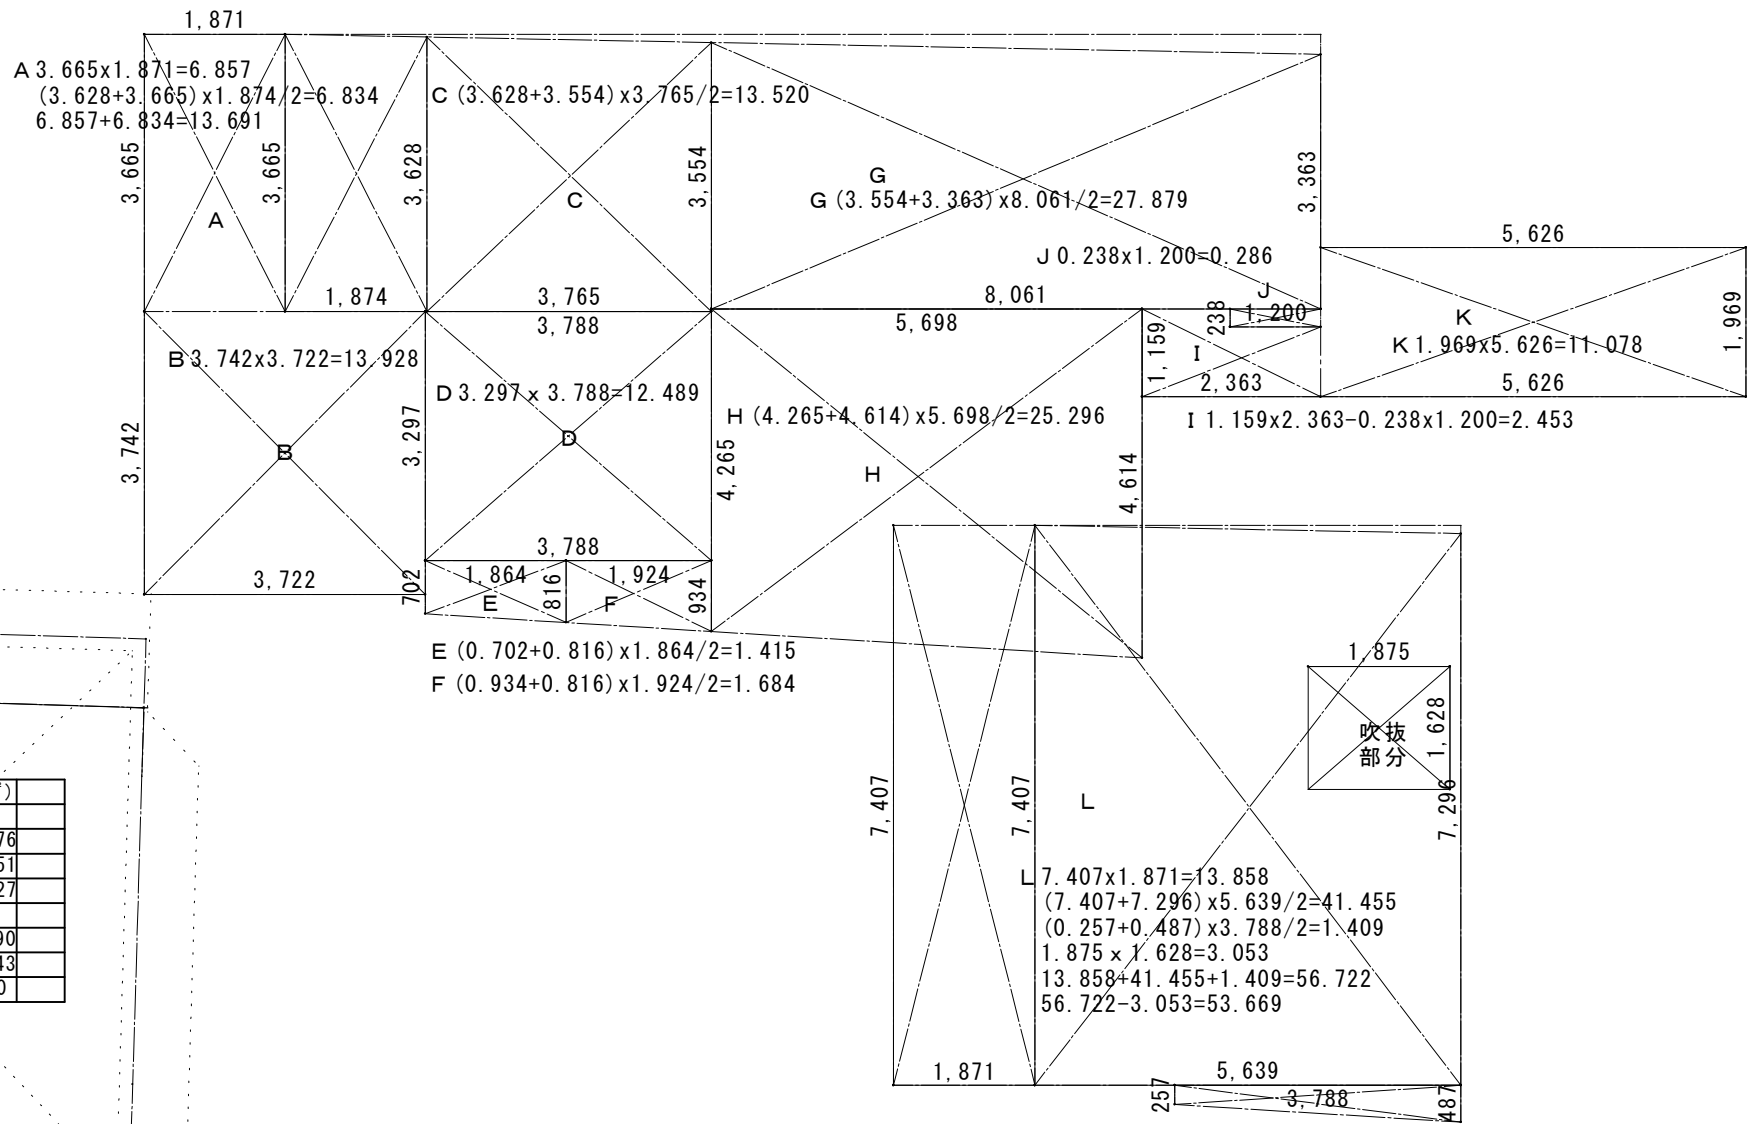 1,871
A 3.665x1.871=6.857
(3.628+3.665)x1.874/2=6.834
6.857+6.834=13.691
C (3.628+3.554)x3.765/2=13.520
3,665
3,665
3,628
3,554
3,363
A
C
G
G (3.554+3.363)x8.061/2=27.879
J 0.238x1.200=0.286
5,626
1,874
3,765
8,061
J
3,788
5,698
238
1,200
K
1,969
1,159
I
K 1.969x5.626=11.078
B 3.742x3.722=13.928
D 3.297 x 3.788=12.489
2,363
5,626
H (4.265+4.614)x5.698/2=25.296
I 1.159x2.363-0.238x1.200=2.453
3,742
B
3,297
D
4,265
H
4,614
3,722
3,788
702
1,864
816
1,924
934
E
F
E (0.702+0.816)x1.864/2=1.415
F (0.934+0.816)x1.924/2=1.684
1,875
吹抜
部分
1,628
7,407
7,407
L
7,296
L 7.407x1.871=13.858
(7.407+7.296)x5.639/2=41.455
(0.257+0.487)x3.788/2=1.409
1.875 x 1.628=3.053
13.858+41.455+1.409=56.722
56.722-3.053=53.669
1,871
5,639
257
3,788
487
76
51
27
90
43
0